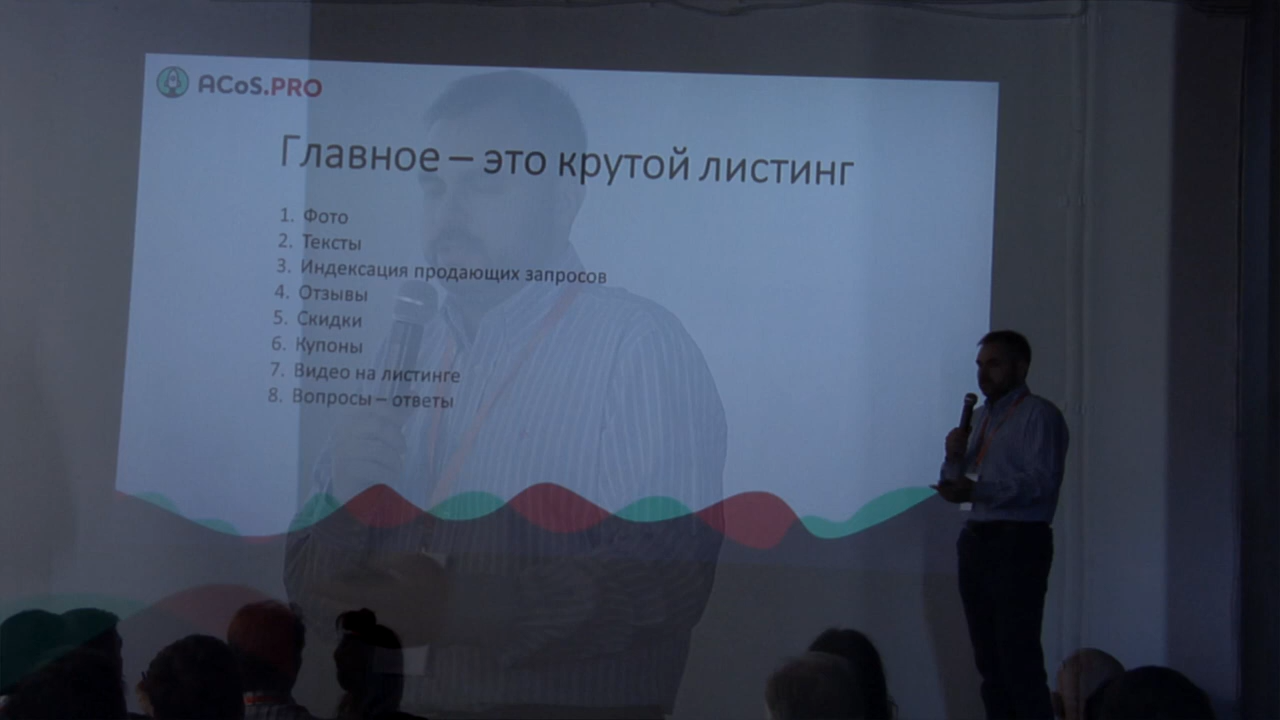 ACoS.PRO
Главное – это крутой листинг
1. Фото
2. Тексты
3. Индексация продающих запросов
4. Отзывы
5. Скидки
6. Купоны
7. Видео на листинге
8. Вопросы – ответы